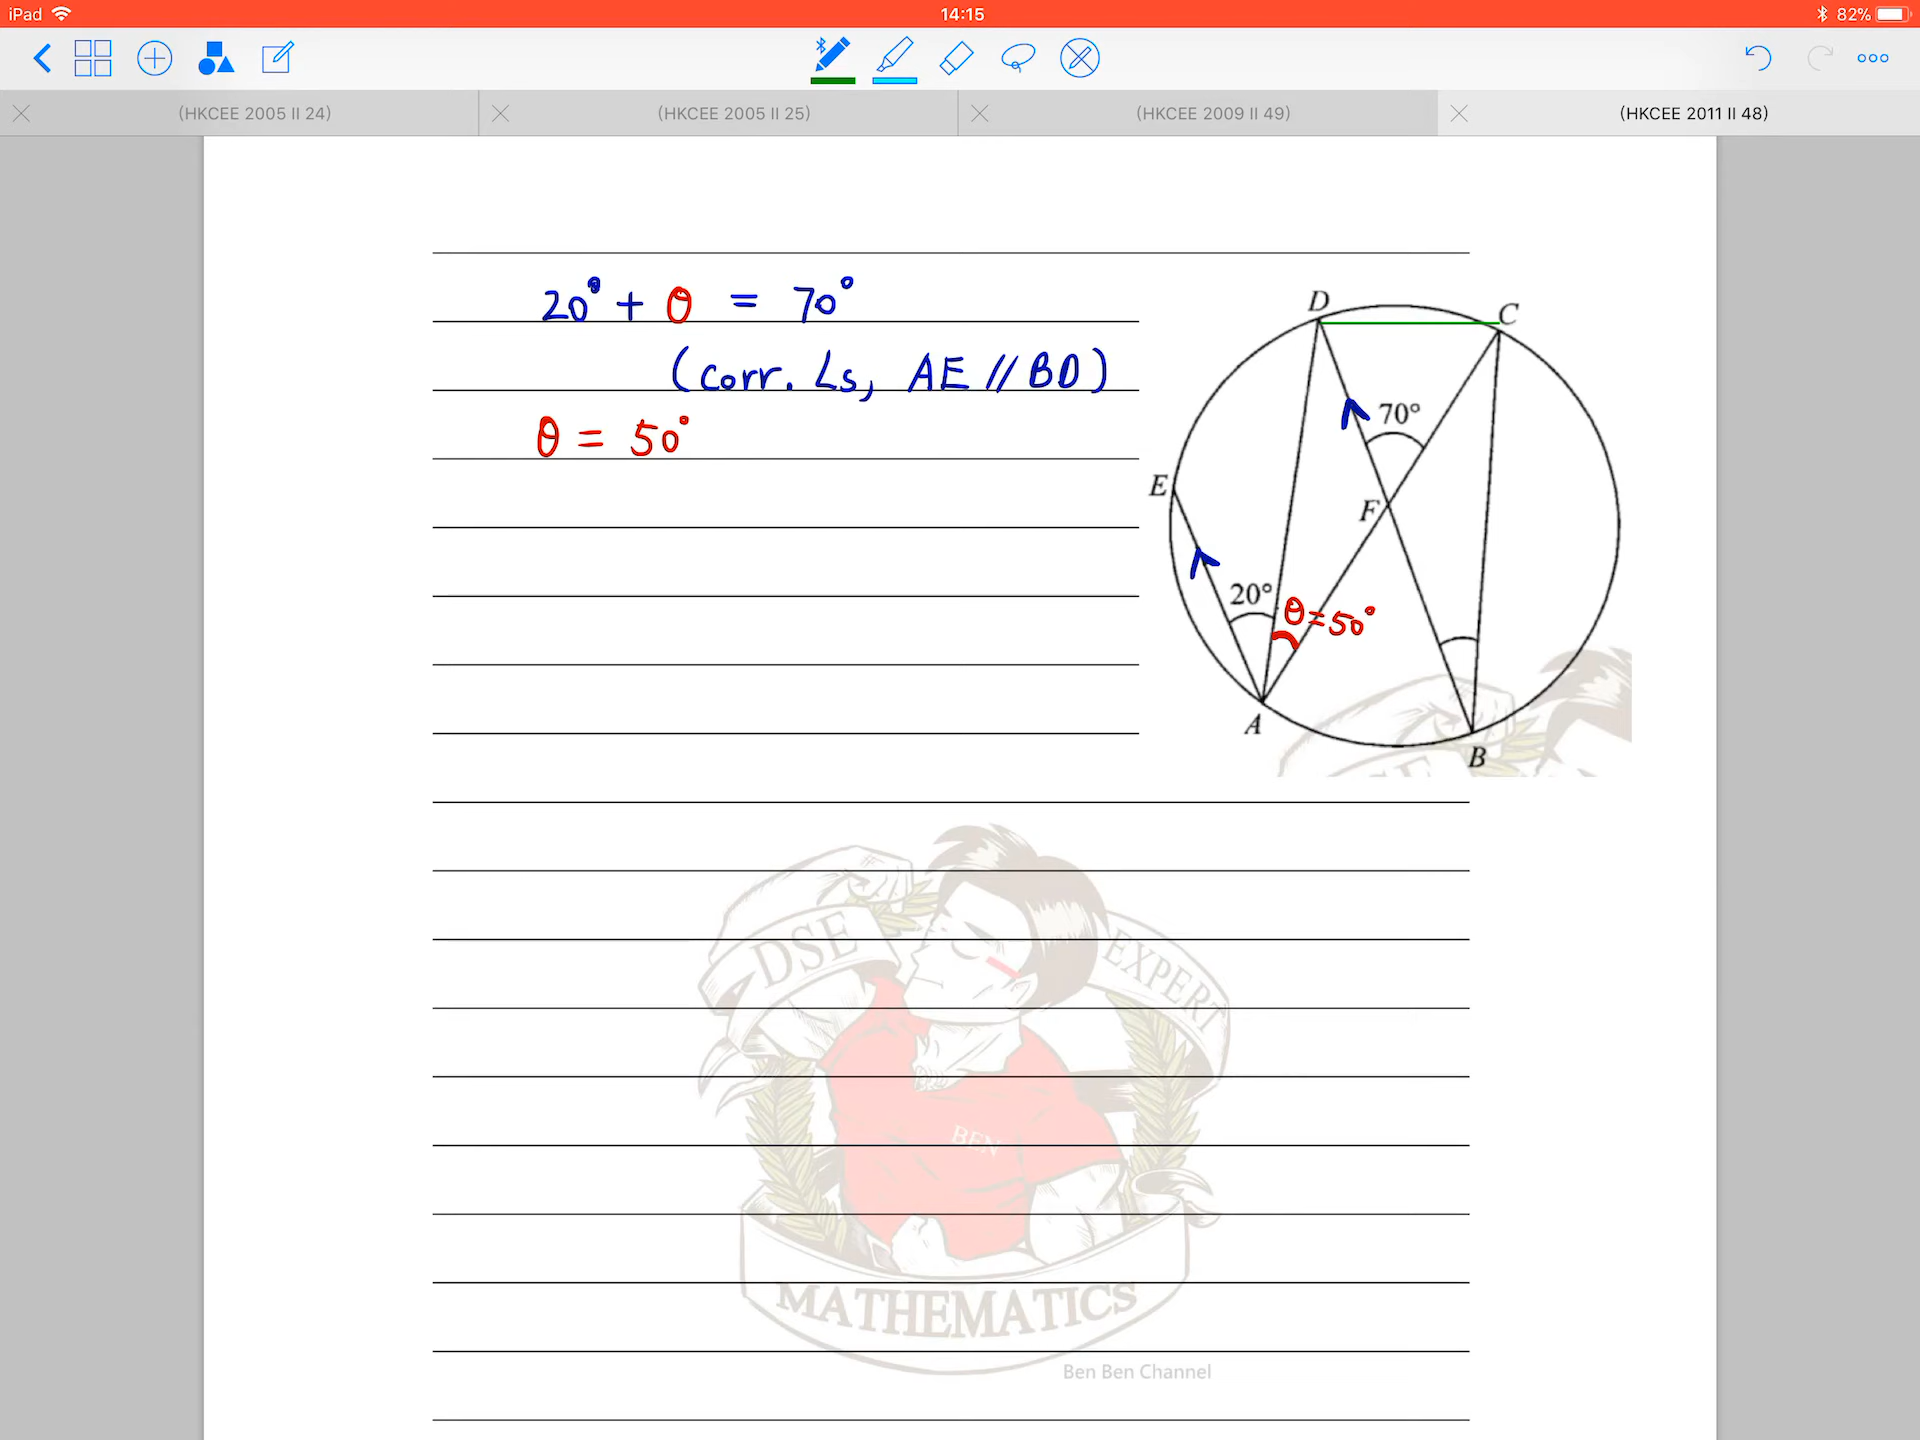 iPad 14:15 82%
(HKCEE 2005 II 24) (HKCEE 2005 II 25) (HKCEE 2009 II 49) (HKCEE 2011 II 48)
20° + θ = 70°
(corr. ∠s, AE // BD)
θ = 50°
D
C
70°
E
F
20°
θ = 50°
A
B
DSE EXPERT
BEN
MATHEMATICS
Ben Ben Channel